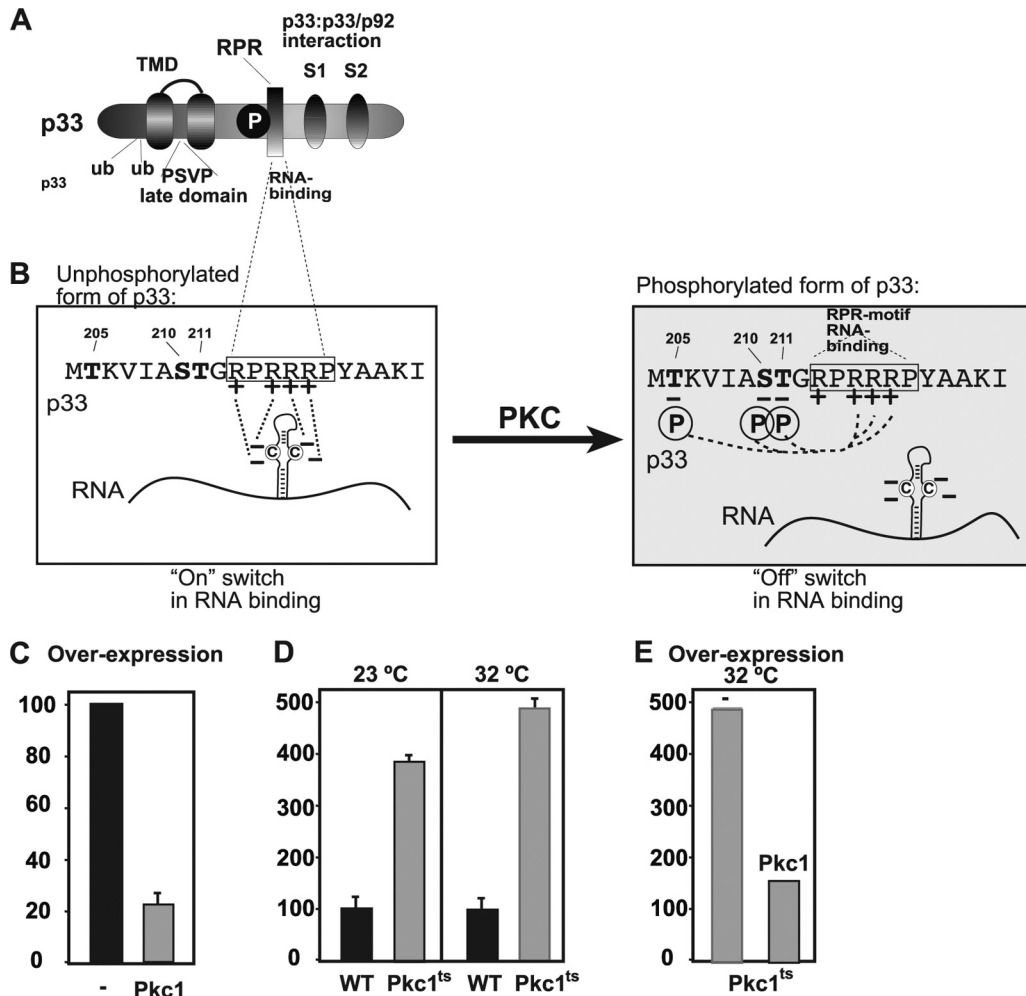 A
p33:p33/p92
interaction
RPR
S1 S2
TMD
p33
P
ub ub PSVP
late domain
RNA-
binding
p33
B
Unphosphorylated
form of p33:
205 210 211
MTKVIASTGRPRRRPYAAKI
+ + + +
p33
- C C -
- -
RNA
"On" switch
in RNA binding
PKC
Phosphorylated form of p33:
RPR-motif
RNA-
binding
205 210 211
MTKVIASTGRPRRRPYAAKI
- - - + + + +
P P P
p33
- C C -
- -
RNA
"Off" switch
in RNA binding
C Over-expression
100
80
60
40
20
0
- Pkc1
D
23 ºC 32 ºC
500
400
300
200
100
0
WT Pkc1ts WT Pkc1ts
E Over-expression
32 ºC
500
400
300
200
100
0
-
Pkc1
Pkc1ts